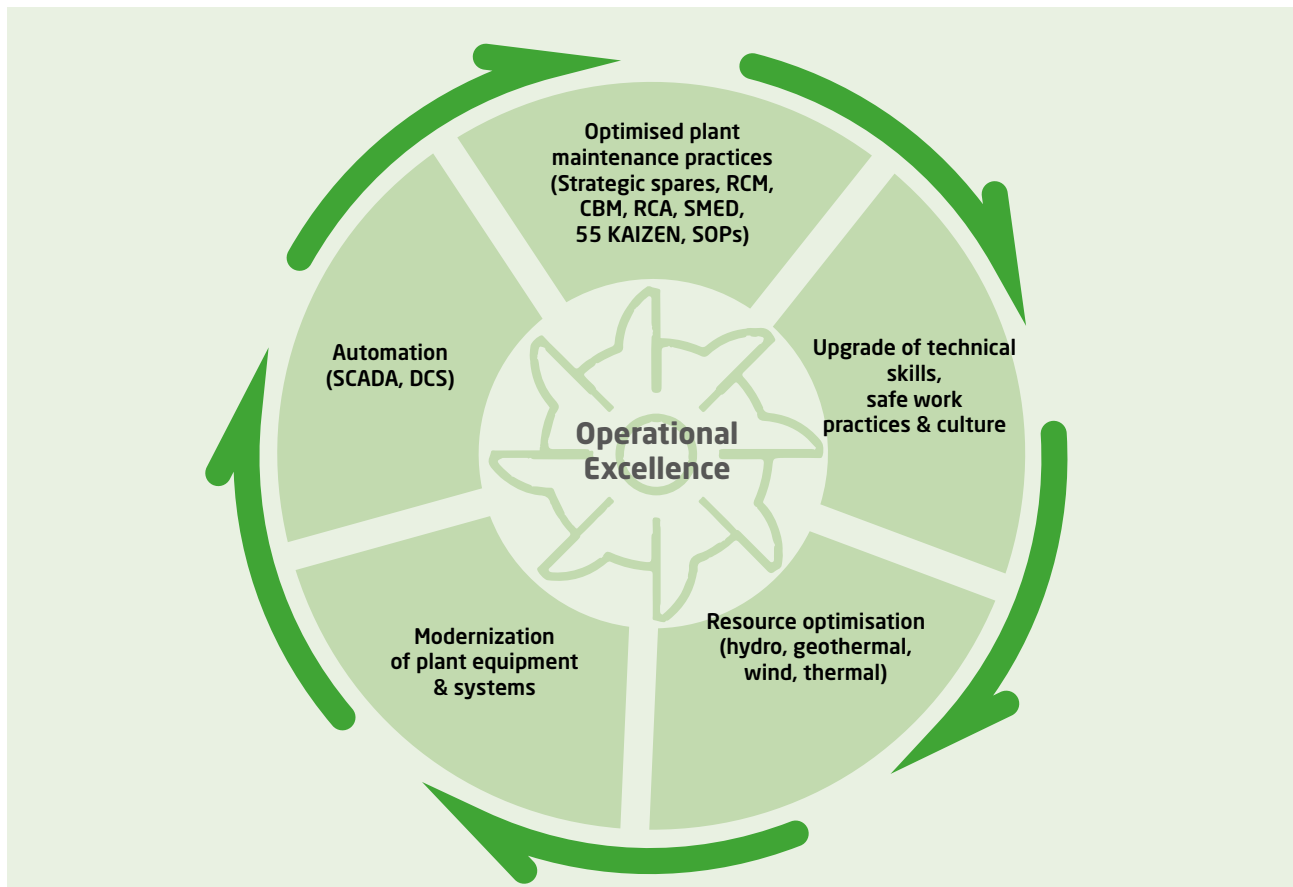 Optimised plant
maintenance practices
(Strategic spares, RCM,
CBM, RCA, SMED,
55 KAIZEN, SOPs)
Upgrade of technical
skills,
safe work
practices & culture
Resource optimisation
(hydro, geothermal,
wind, thermal)
Modernization
of plant equipment
& systems
Automation
(SCADA, DCS)
Operational
Excellence